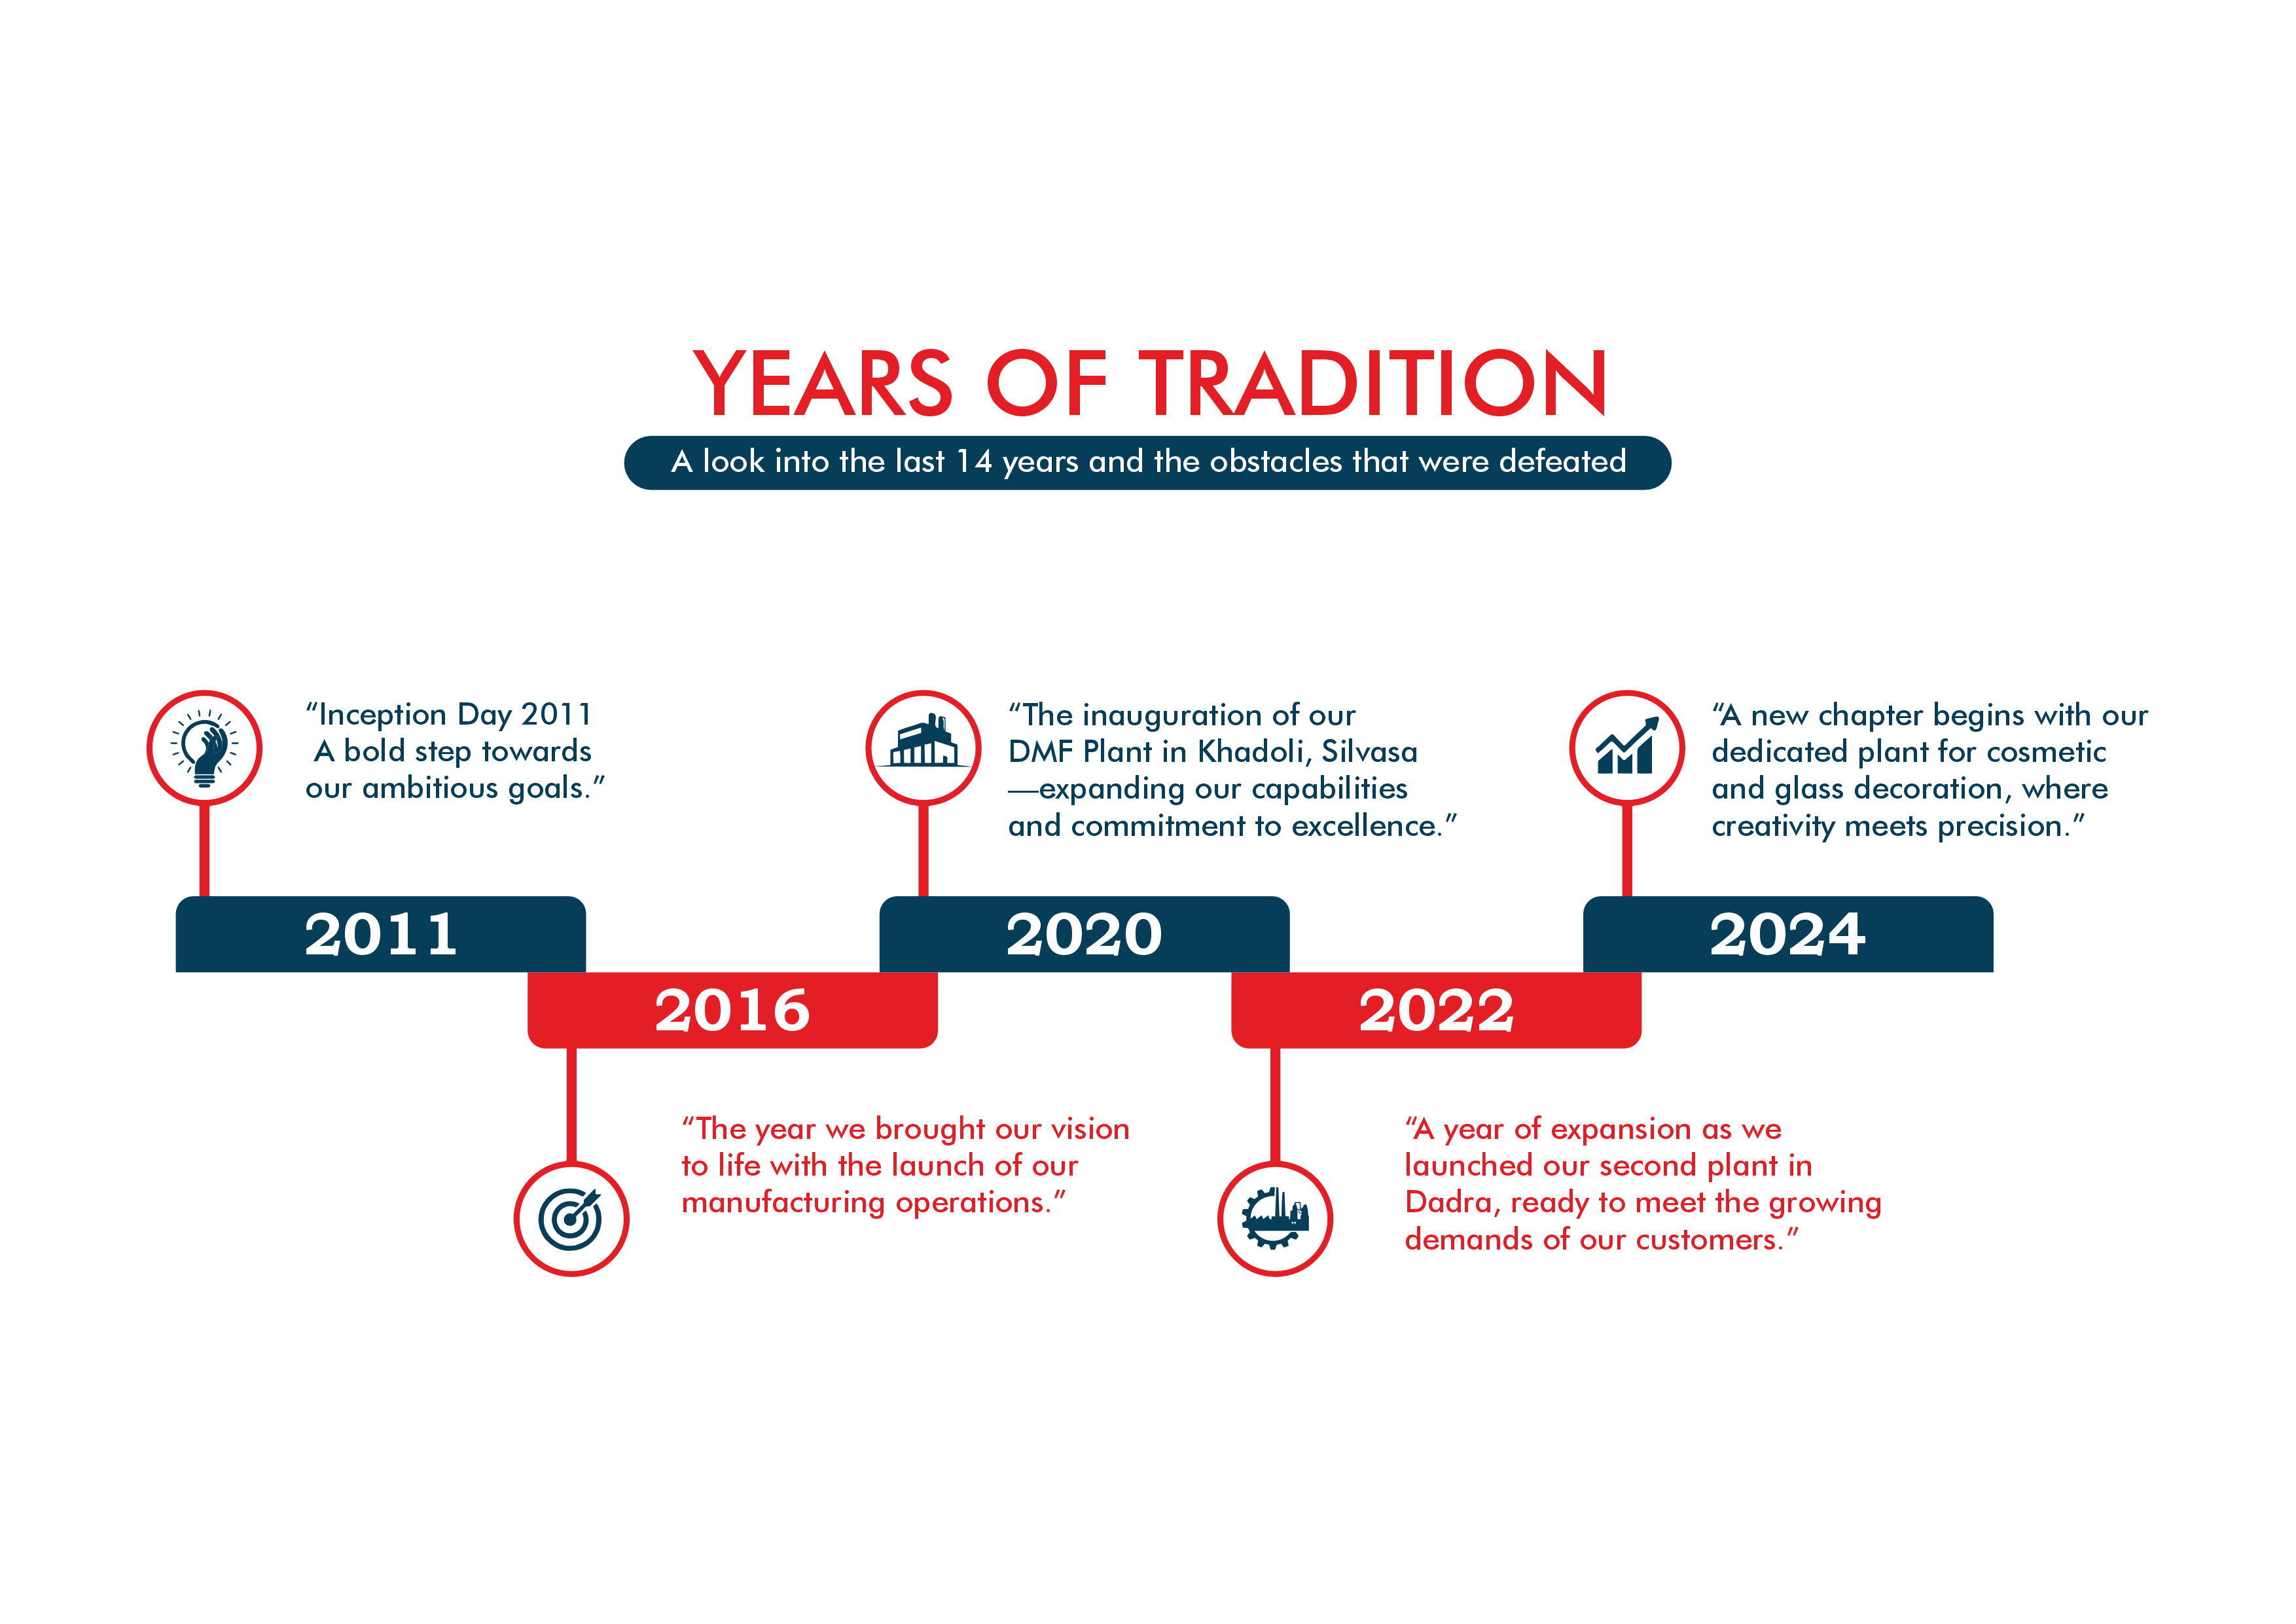 YEARS OF TRADITION
A look into the last 14 years and the obstacles that were defeated
“Inception Day 2011
A bold step towards
our ambitious goals.”
“The inauguration of our
DMF Plant in Khadoli, Silvasa
—expanding our capabilities
and commitment to excellence.”
“A new chapter begins with our
dedicated plant for cosmetic
and glass decoration, where
creativity meets precision.”
2011
2020
2024
2016
2022
“The year we brought our vision
to life with the launch of our
manufacturing operations.”
“A year of expansion as we
launched our second plant in
Dadra, ready to meet the growing
demands of our customers.”